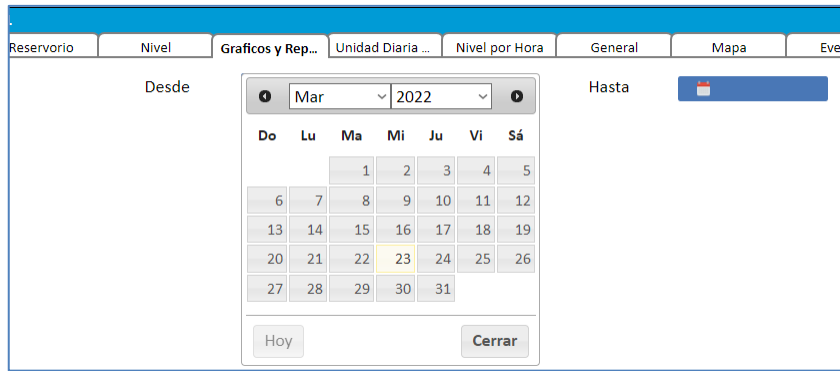 .
Reservorio Nivel Graficos y Rep... Unidad Diaria ... Nivel por Hora General Mapa Eve
Desde Hasta
Mar 2022
Do Lu Ma Mi Ju Vi Sá
1 2 3 4 5
6 7 8 9 10 11 12
13 14 15 16 17 18 19
20 21 22 23 24 25 26
27 28 29 30 31
Hoy Cerrar